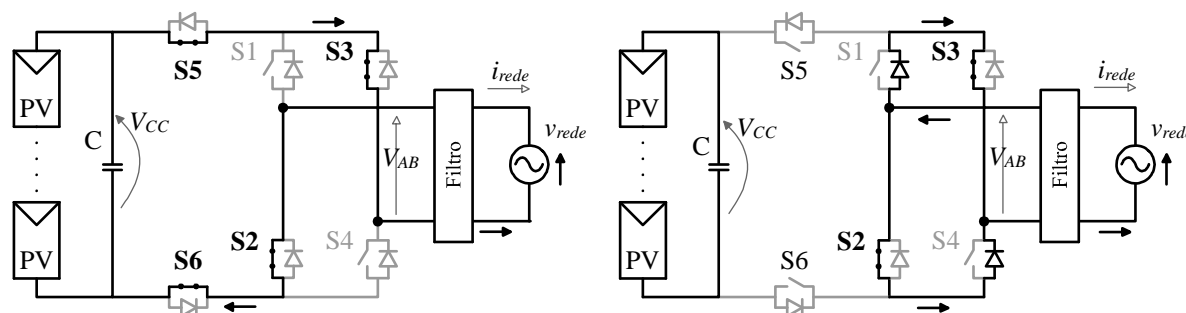 S5
S1
S3
PV
C
V_CC
V_AB
Filtro
i_rede
v_rede
PV
S2
S4
S6
S5
S1
S3
PV
C
V_CC
V_AB
Filtro
i_rede
v_rede
PV
S2
S4
S6